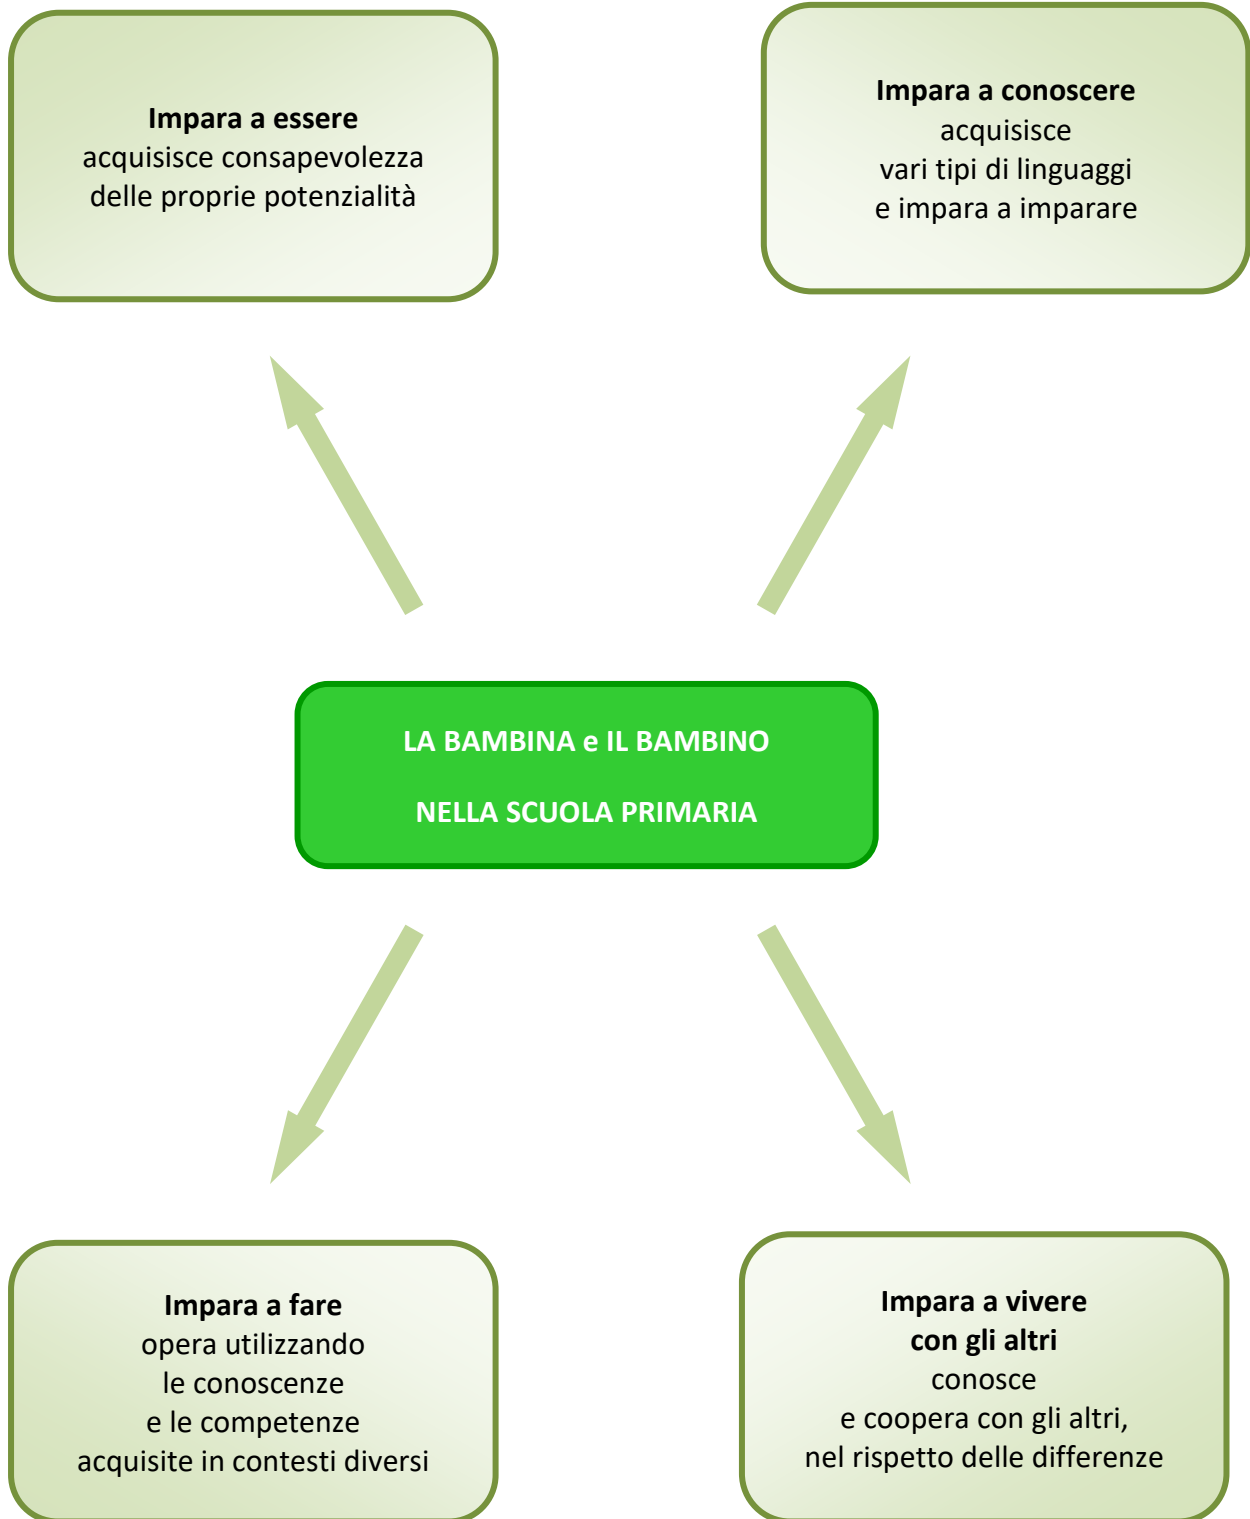 Impara a essere
acquisisce consapevolezza
delle proprie potenzialità
Impara a conoscere
acquisisce
vari tipi di linguaggi
e impara a imparare
LA BAMBINA e IL BAMBINO
NELLA SCUOLA PRIMARIA
Impara a fare
opera utilizzando
le conoscenze
e le competenze
acquisite in contesti diversi
Impara a vivere
con gli altri
conosce
e coopera con gli altri,
nel rispetto delle differenze